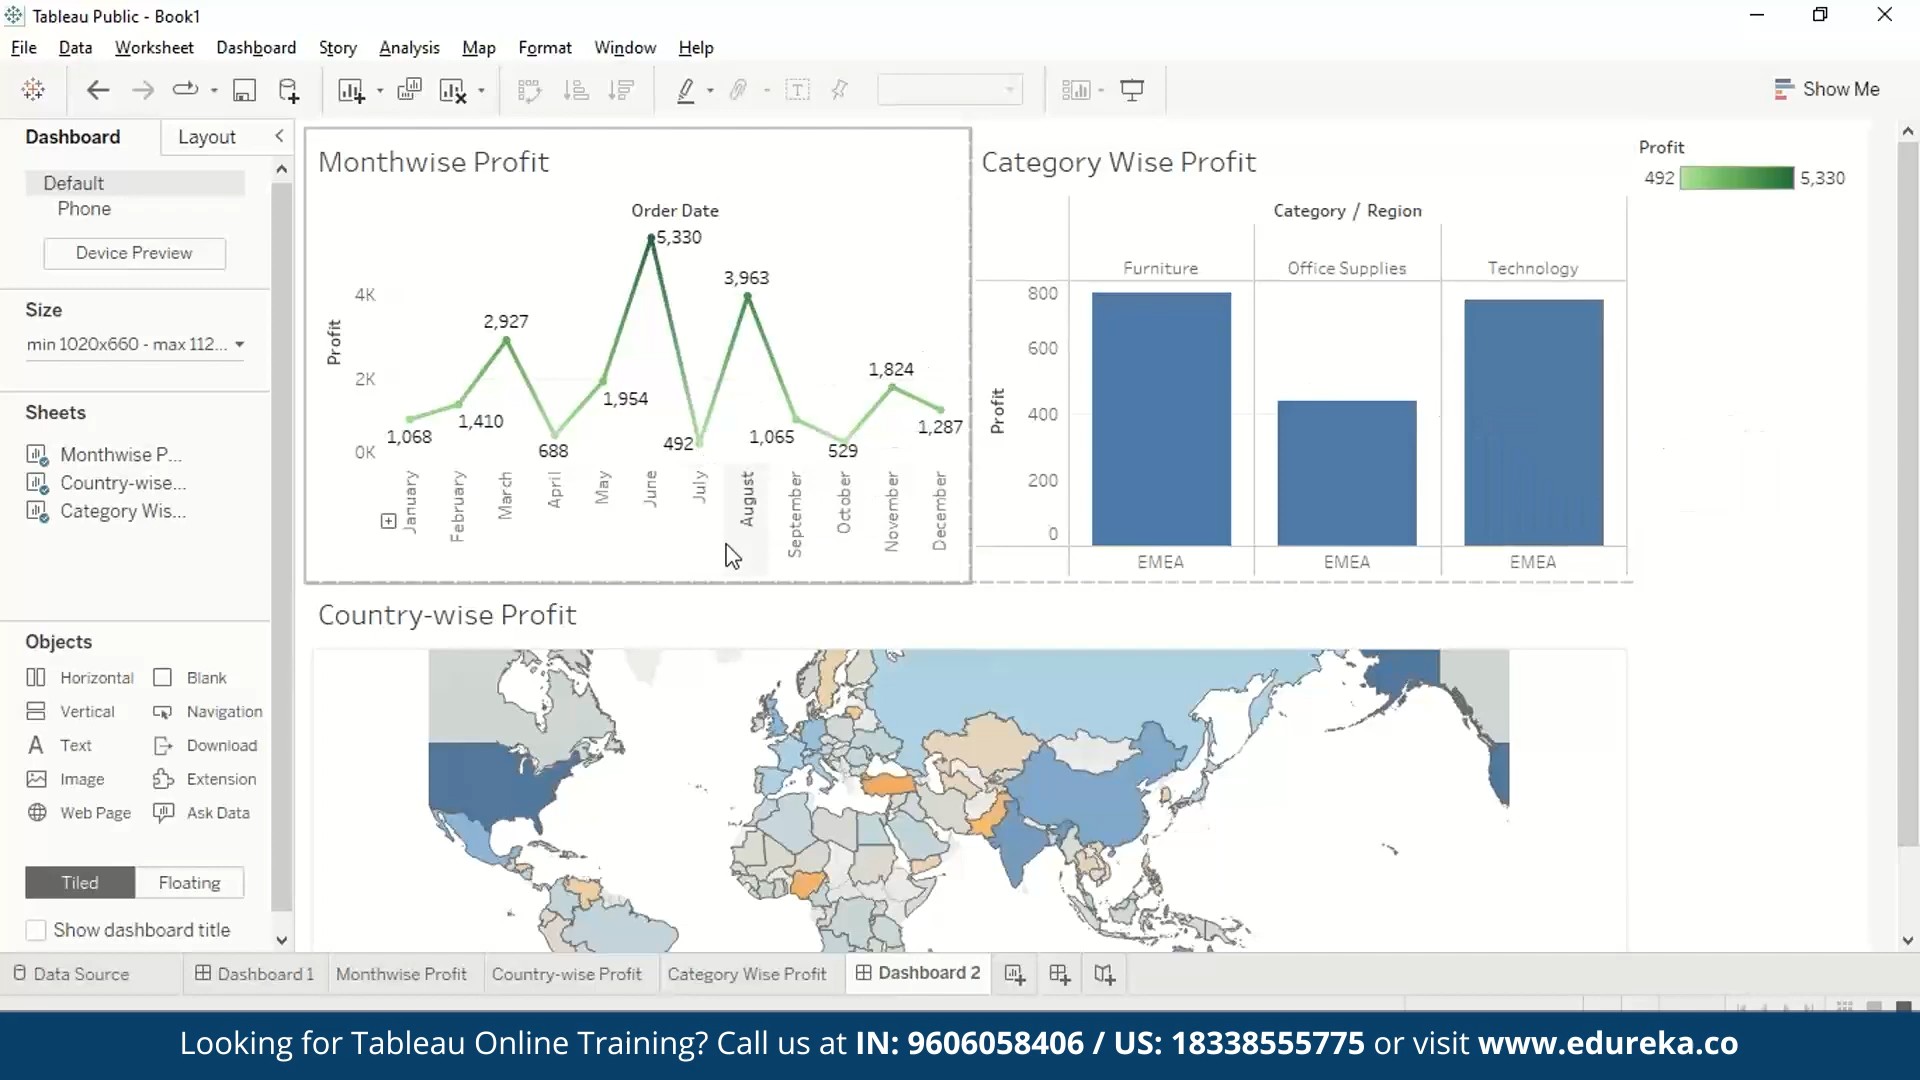 Tableau Public - Book1
File Data Worksheet Dashboard Story Analysis Map Format Window Help
Show Me
Dashboard Layout
Default
Phone
Device Preview
Size
min 1020x660 - max 112...
Sheets
Monthwise P...
Country-wise...
Category Wis...
Objects
Horizontal Blank
Vertical Navigation
A Text Download
Image Extension
Web Page Ask Data
Tiled Floating
Show dashboard title
Monthwise Profit
Order Date
Profit
4K
2K
0K
1,068
1,410
2,927
688
1,954
5,330
492
3,963
1,065
529
1,824
1,287
January
February
March
April
May
June
July
August
September
October
November
December
Category Wise Profit
Category / Region
Furniture Office Supplies Technology
Profit
800
600
400
200
0
EMEA EMEA EMEA
Profit
492 5,330
Country-wise Profit
Data Source Dashboard 1 Monthwise Profit Country-wise Profit Category Wise Profit Dashboard 2
Looking for Tableau Online Training? Call us at IN: 9606058406 / US: 18338555775 or visit www.edureka.co